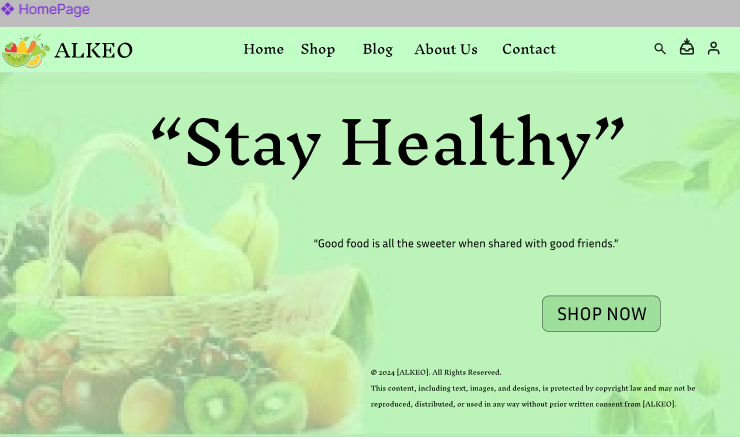 HomePage
ALKEO Home Shop Blog About Us Contact
“Stay Healthy”
“Good food is all the sweeter when shared with good friends.”
SHOP NOW
© 2024 [ALKEO]. All Rights Reserved.
This content, including text, images, and designs, is protected by copyright law and may not be
reproduced, distributed, or used in any way without prior written consent from [ALKEO].